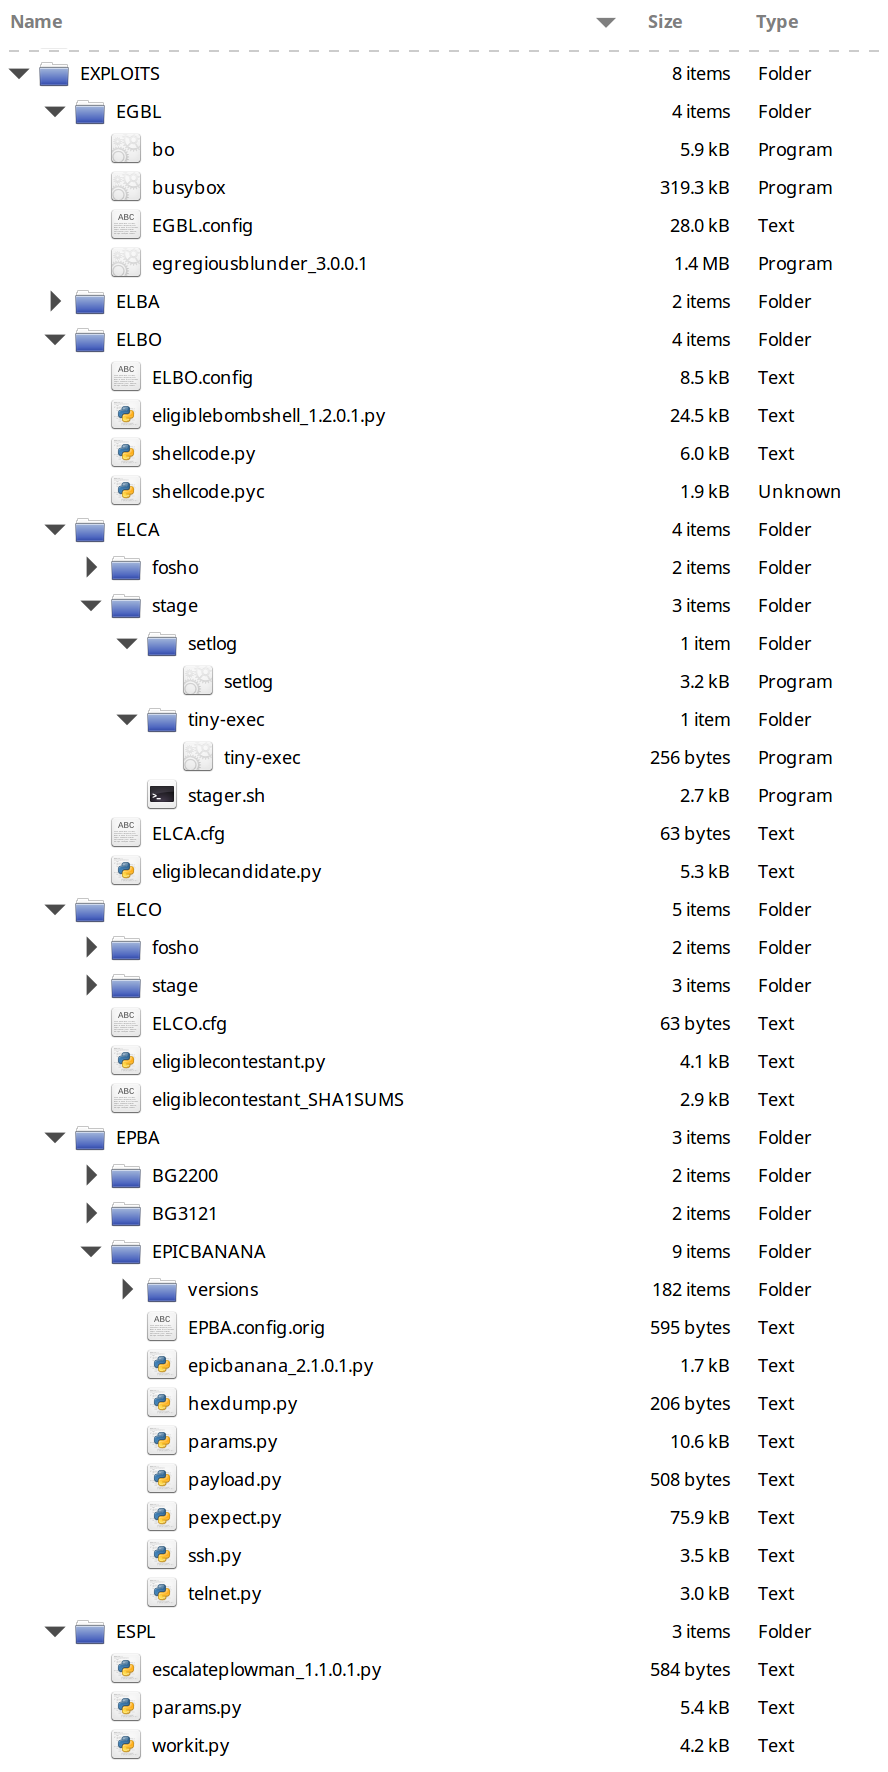 Name Size Type
EXPLOITS 8 items Folder
EGBL 4 items Folder
bo 5.9 kB Program
busybox 319.3 kB Program
ABC EGBL.config 28.0 kB Text
egregiousblunder_3.0.0.1 1.4 MB Program
ELBA 2 items Folder
ELBO 4 items Folder
ABC ELBO.config 8.5 kB Text
eligiblebombshell_1.2.0.1.py 24.5 kB Text
shellcode.py 6.0 kB Text
shellcode.pyc 1.9 kB Unknown
ELCA 4 items Folder
fosho 2 items Folder
stage 3 items Folder
setlog 1 item Folder
setlog 3.2 kB Program
tiny-exec 1 item Folder
tiny-exec 256 bytes Program
>_ stager.sh 2.7 kB Program
ABC ELCA.cfg 63 bytes Text
eligiblecandidate.py 5.3 kB Text
ELCO 5 items Folder
fosho 2 items Folder
stage 3 items Folder
ABC ELCO.cfg 63 bytes Text
eligiblecontestant.py 4.1 kB Text
ABC eligiblecontestant_SHA1SUMS 2.9 kB Text
EPBA 3 items Folder
BG2200 2 items Folder
BG3121 2 items Folder
EPICBANANA 9 items Folder
versions 182 items Folder
ABC EPBA.config.orig 595 bytes Text
epicbanana_2.1.0.1.py 1.7 kB Text
hexdump.py 206 bytes Text
params.py 10.6 kB Text
payload.py 508 bytes Text
pexpect.py 75.9 kB Text
ssh.py 3.5 kB Text
telnet.py 3.0 kB Text
ESPL 3 items Folder
escalateplowman_1.1.0.1.py 584 bytes Text
params.py 5.4 kB Text
workit.py 4.2 kB Text